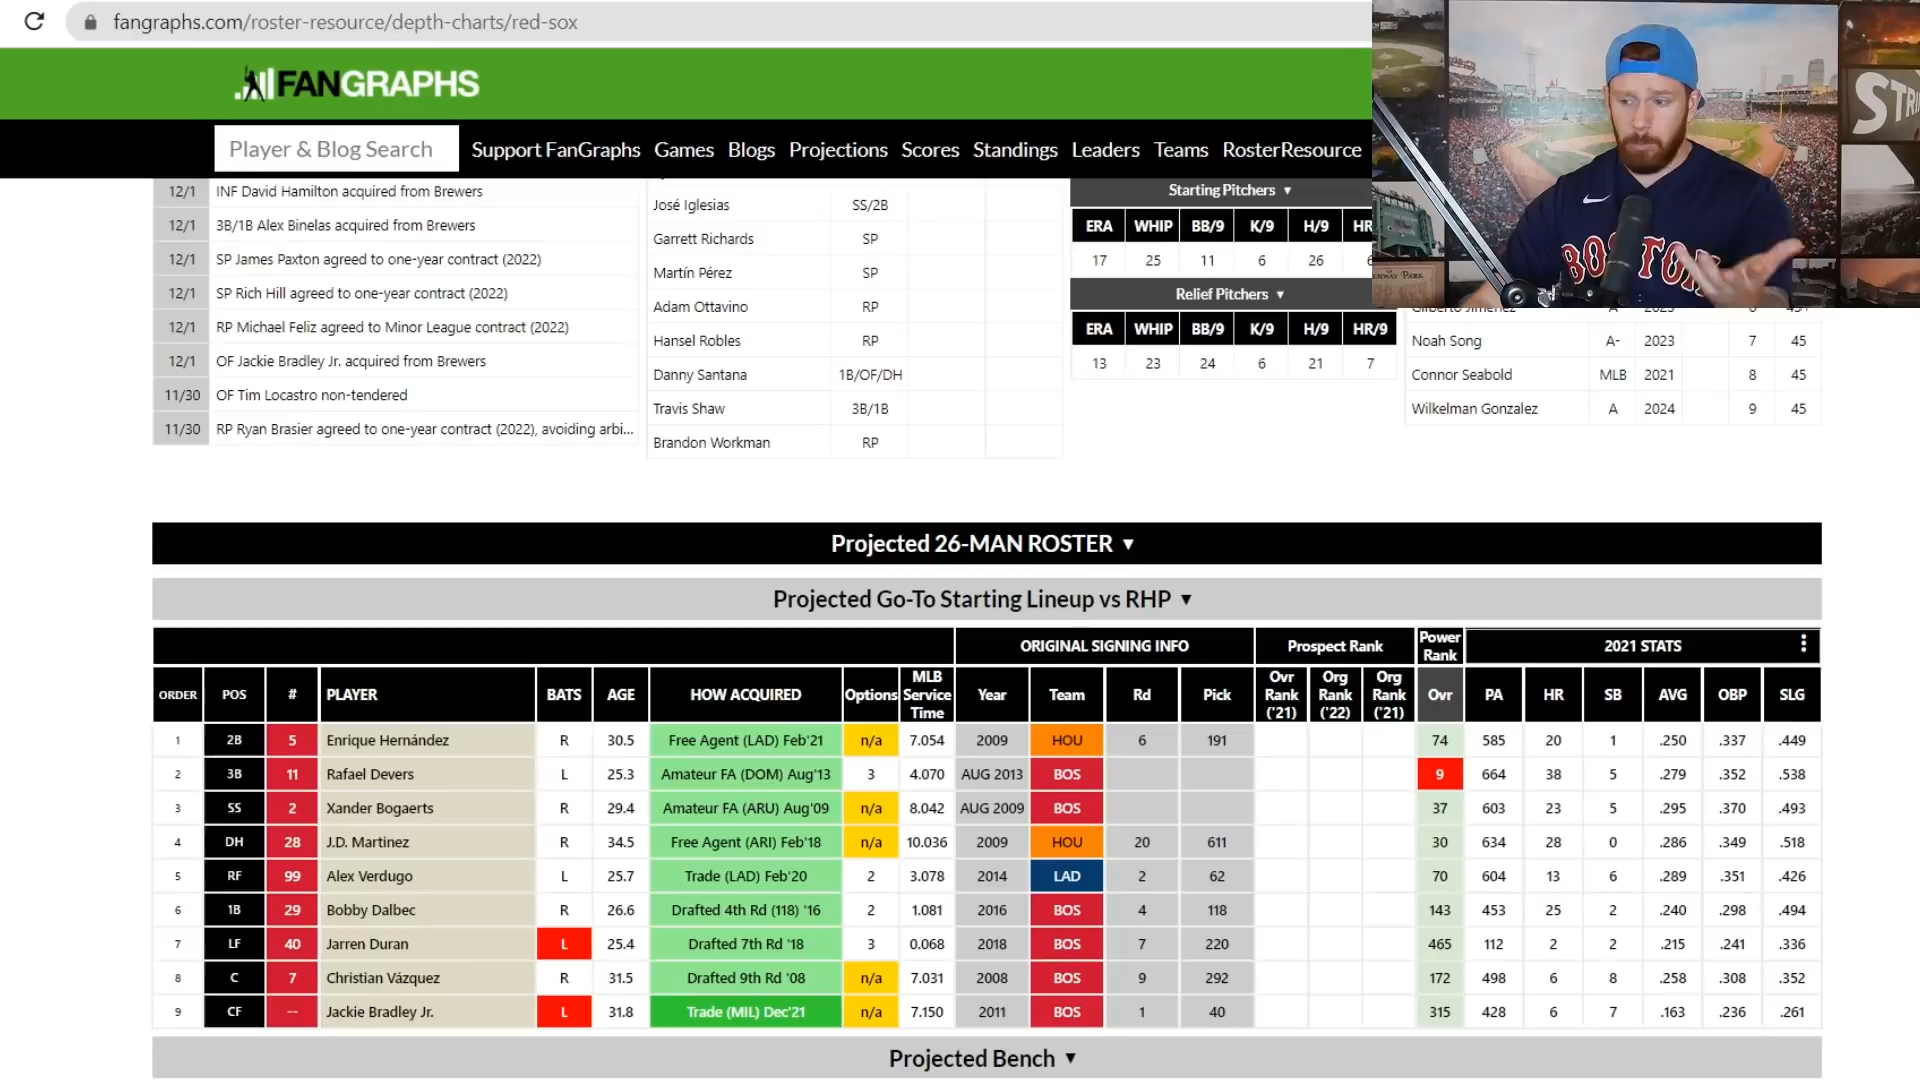 fangraphs.com/roster-resource/depth-charts/red-sox
FANGRAPHS
Player & Blog Search Support FanGraphs Games Blogs Projections Scores Standings Leaders Teams RosterResource
12/1 INF David Hamilton acquired from Brewers
12/1 3B/1B Alex Binelas acquired from Brewers
12/1 SP James Paxton agreed to one-year contract (2022)
12/1 SP Rich Hill agreed to one-year contract (2022)
12/1 RP Michael Feliz agreed to Minor League contract (2022)
12/1 OF Jackie Bradley Jr. acquired from Brewers
11/30 OF Tim Locastro non-tendered
11/30 RP Ryan Brasier agreed to one-year contract (2022), avoiding arbi...
José Iglesias SS/2B
Garrett Richards SP
Martín Pérez SP
Adam Ottavino RP
Hansel Robles RP
Danny Santana 1B/OF/DH
Travis Shaw 3B/1B
Brandon Workman RP
Starting Pitchers ▼
ERA WHIP BB/9 K/9 H/9 HR
17 25 11 6 26
Relief Pitchers ▼
ERA WHIP BB/9 K/9 H/9 HR/9
13 23 24 6 21 7
Noah Song A- 2023 7 45
Connor Seabold MLB 2021 8 45
Wilkelman Gonzalez A 2024 9 45
BOSTON
Projected 26-MAN ROSTER ▼
Projected Go-To Starting Lineup vs RHP ▼
ORIGINAL SIGNING INFO Prospect Rank Power Rank 2021 STATS
ORDER POS # PLAYER BATS AGE HOW ACQUIRED Options MLB Service Time Year Team Rd Pick Ovr Rank ('21) Org Rank ('22) Org Rank ('21) Ovr PA HR SB AVG OBP SLG
1 2B 5 Enrique Hernández R 30.5 Free Agent (LAD) Feb'21 n/a 7.054 2009 HOU 6 191 74 585 20 1 .250 .337 .449
2 3B 11 Rafael Devers L 25.3 Amateur FA (DOM) Aug'13 3 4.070 AUG 2013 BOS 9 664 38 5 .279 .352 .538
3 SS 2 Xander Bogaerts R 29.4 Amateur FA (ARU) Aug'09 n/a 8.042 AUG 2009 BOS 37 603 23 5 .295 .370 .493
4 DH 28 J.D. Martinez R 34.5 Free Agent (ARI) Feb'18 n/a 10.036 2009 HOU 20 611 30 634 28 0 .286 .349 .518
5 RF 99 Alex Verdugo L 25.7 Trade (LAD) Feb'20 2 3.078 2014 LAD 2 62 70 604 13 6 .289 .351 .426
6 1B 29 Bobby Dalbec R 26.6 Drafted 4th Rd (118) '16 2 1.081 2016 BOS 4 118 143 453 25 2 .240 .298 .494
7 LF 40 Jarren Duran L 25.4 Drafted 7th Rd '18 3 0.068 2018 BOS 7 220 465 112 2 2 .215 .241 .336
8 C 7 Christian Vázquez R 31.5 Drafted 9th Rd '08 n/a 7.031 2008 BOS 9 292 172 498 6 8 .258 .308 .352
9 CF -- Jackie Bradley Jr. L 31.8 Trade (MIL) Dec'21 n/a 7.150 2011 BOS 1 40 315 428 6 7 .163 .236 .261
Projected Bench ▼